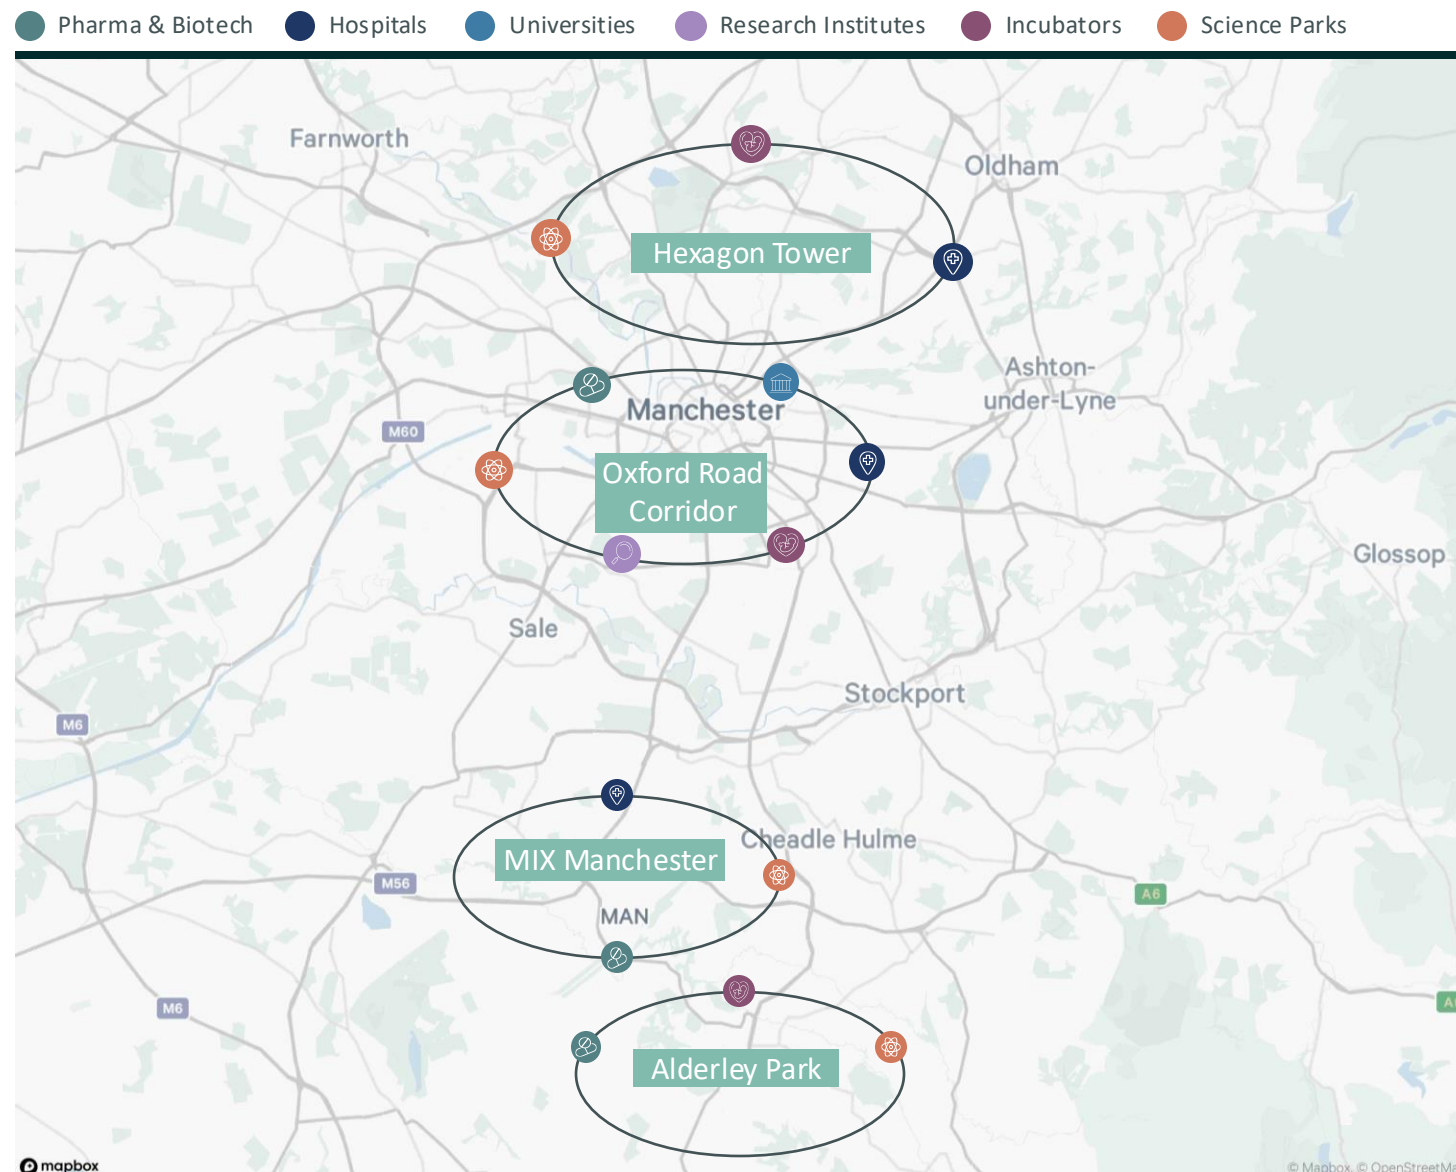 Pharma & Biotech Hospitals Universities Research Institutes Incubators Science Parks
Farnworth
Oldham
Hexagon Tower
Ashton-
under-Lyne
Manchester
M60
Oxford Road
Corridor
Glossop
Sale
Stockport
M6
Cheadle Hulme
MIX Manchester
M56
A6
MAN
M6
Alderley Park
mapbox
© Mapbox, © OpenStreetM